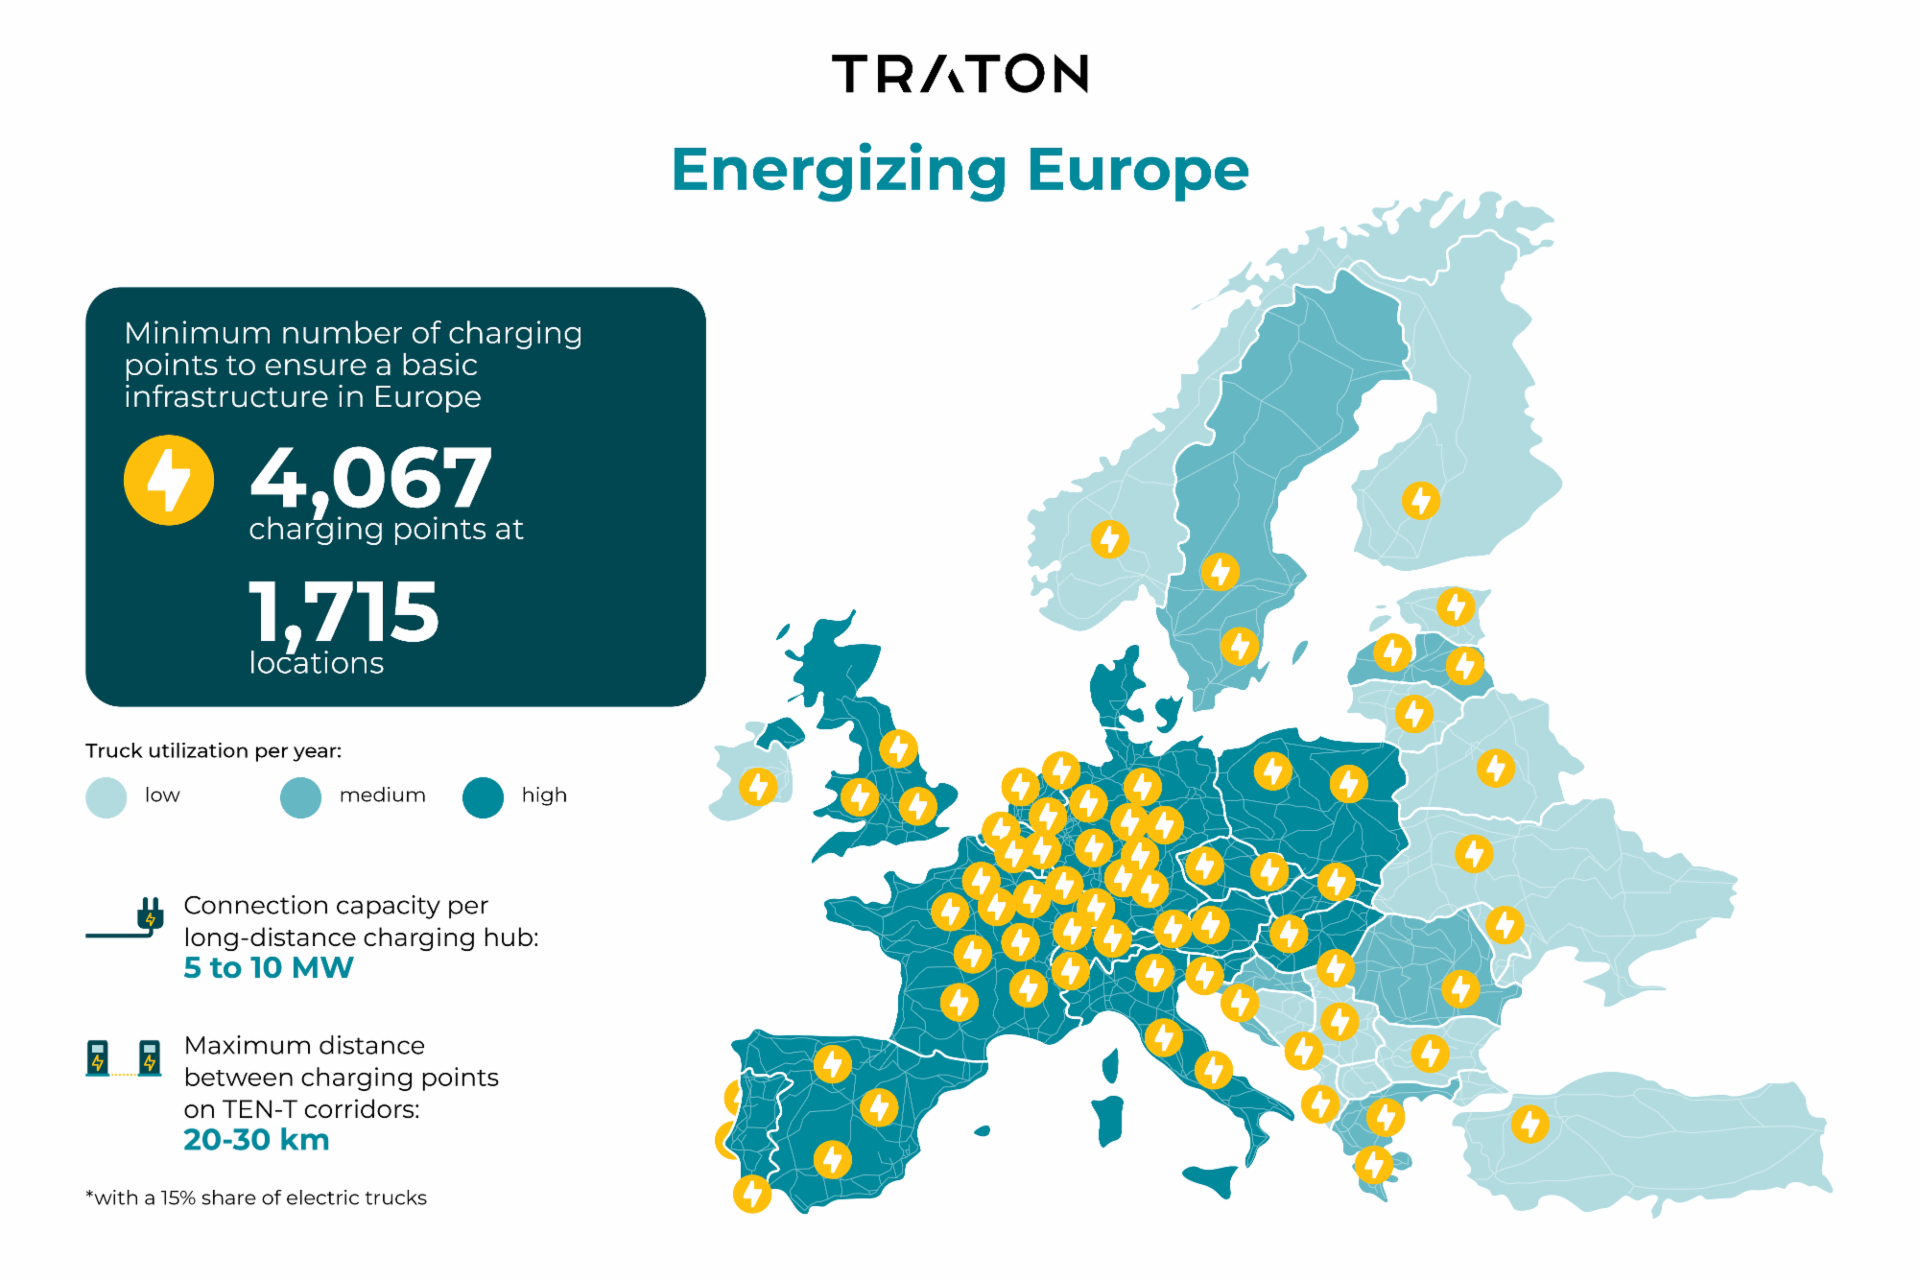 TRATON
Energizing Europe
Minimum number of charging
points to ensure a basic
infrastructure in Europe
4,067
charging points at
1,715
locations
Truck utilization per year:
low
medium
high
Connection capacity per
long-distance charging hub:
5 to 10 MW
Maximum distance
between charging points
on TEN-T corridors:
20-30 km
*with a 15% share of electric trucks